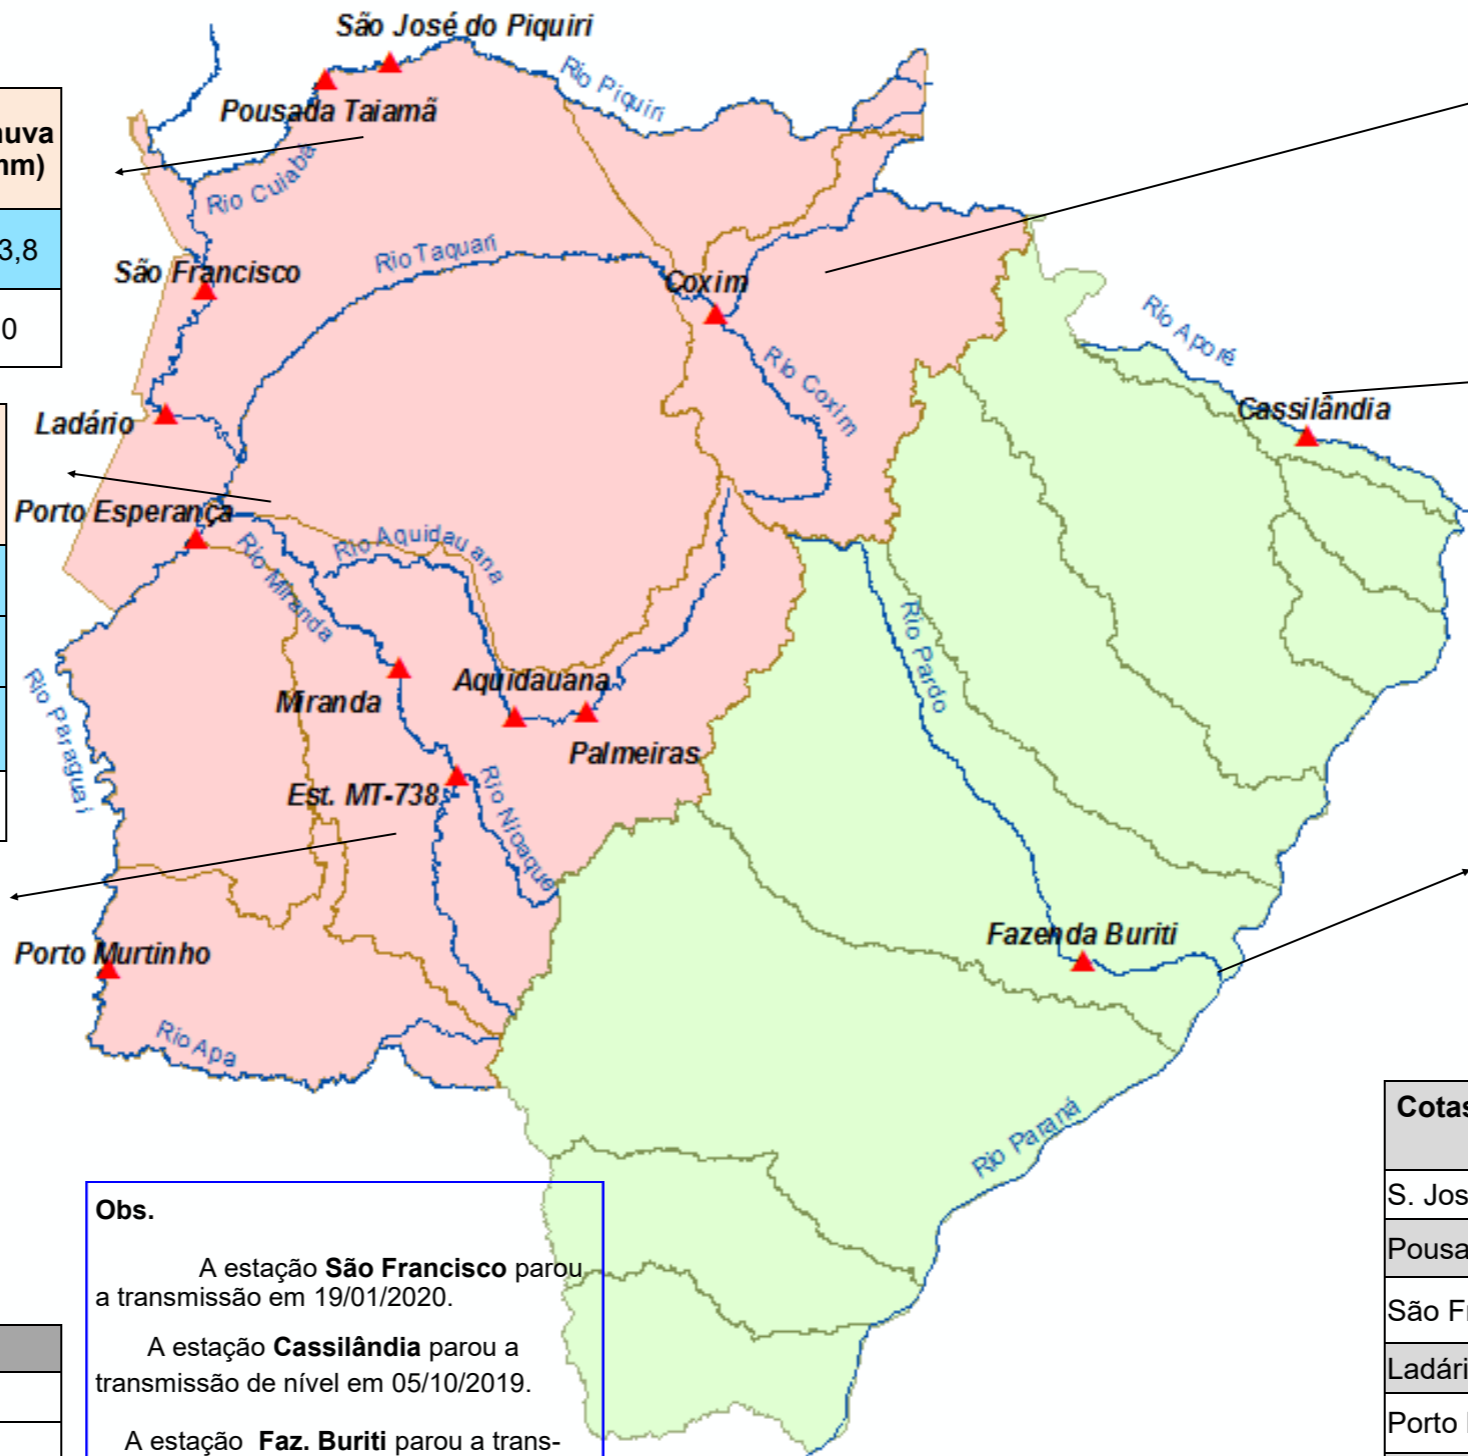 São José do Piquiri
Rio Piquiri
Pousada Taiamã
Rio Cuiabá
Rio Taquari
São Francisco
Coxim
Rio Aporé
Rio Coxim
Cassilândia
Ladário
Porto Esperança
Rio Aquidauana
Rio Miranda
Rio Pardo
Rio Paraguai
Aquidauana
Miranda
Palmeiras
Est. MT-738
Rio Nioaque
Fazenda Buriti
Porto Murtinho
Rio Apa
Rio Paraná
3,8
0
Obs.
A estação São Francisco parou
a transmissão em 19/01/2020.
A estação Cassilândia parou a
transmissão de nível em 05/10/2019.
A estação Faz. Buriti parou a trans-
Cotas
S. Jos
Pousa
São Fr
Ladári
Porto